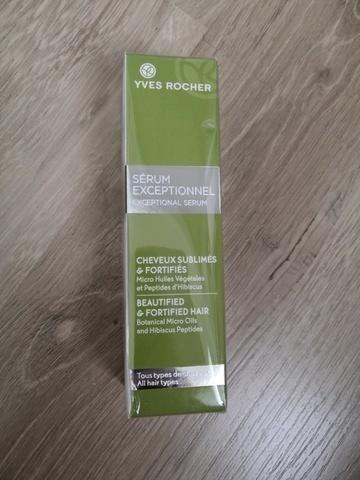 YVES ROCHER
SÉRUM
EXCEPTIONNEL
EXCEPTIONAL SERUM
CHEVEUX SUBLIMÉS
& FORTIFIÉS
Micro Huiles Végétales
et Peptides d'Hibiscus
BEAUTIFIED
& FORTIFIED HAIR
Botanical Micro Oils
and Hibiscus Peptides
Tous types de
All hair types